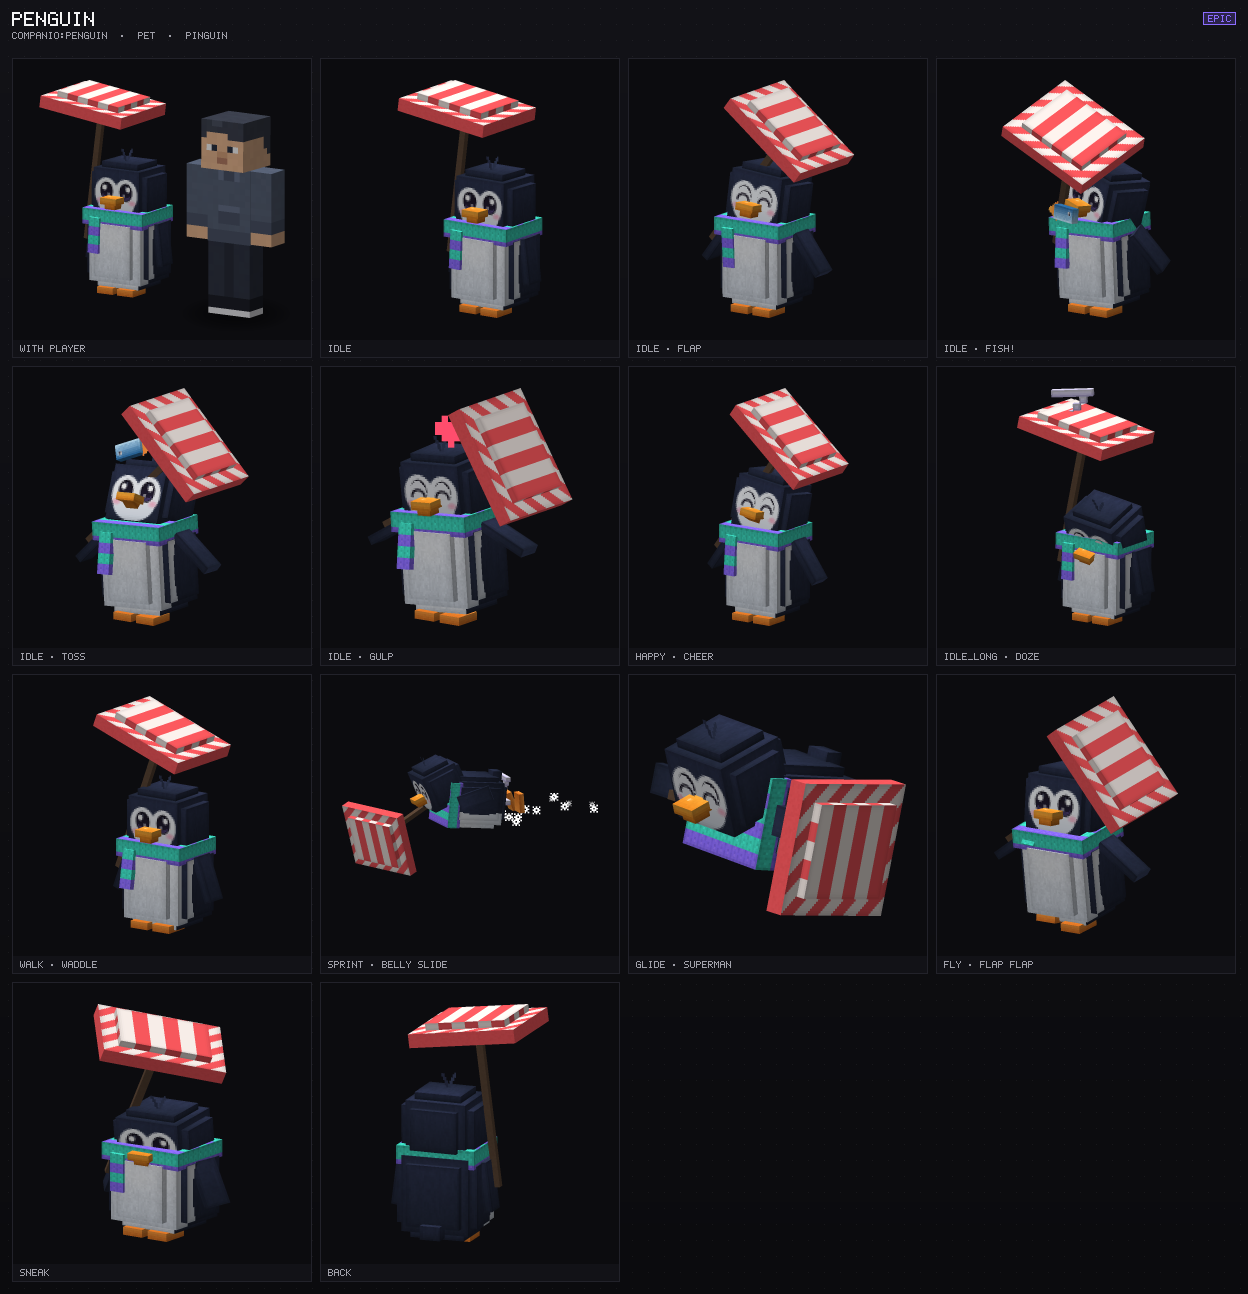 PENGUIN
EPIC
COMPANIO:PENGUIN • PET • PINGUIN
WITH PLAYER
IDLE
IDLE • FLAP
IDLE • FISH!
IDLE • TOSS
IDLE • GULP
HAPPY • CHEER
IDLE_LONG • DOZE
WALK • WADDLE
SPRINT • BELLY SLIDE
GLIDE • SUPERMAN
FLY • FLAP FLAP
SNEAK
BACK